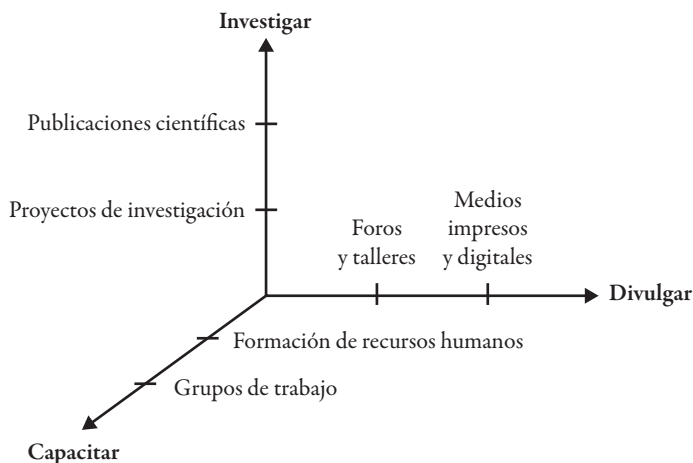 Investigar
Publicaciones científicas
Proyectos de investigación
Foros
y talleres
Medios
impresos
y digitales
Divulgar
Formación de recursos humanos
Grupos de trabajo
Capacitar